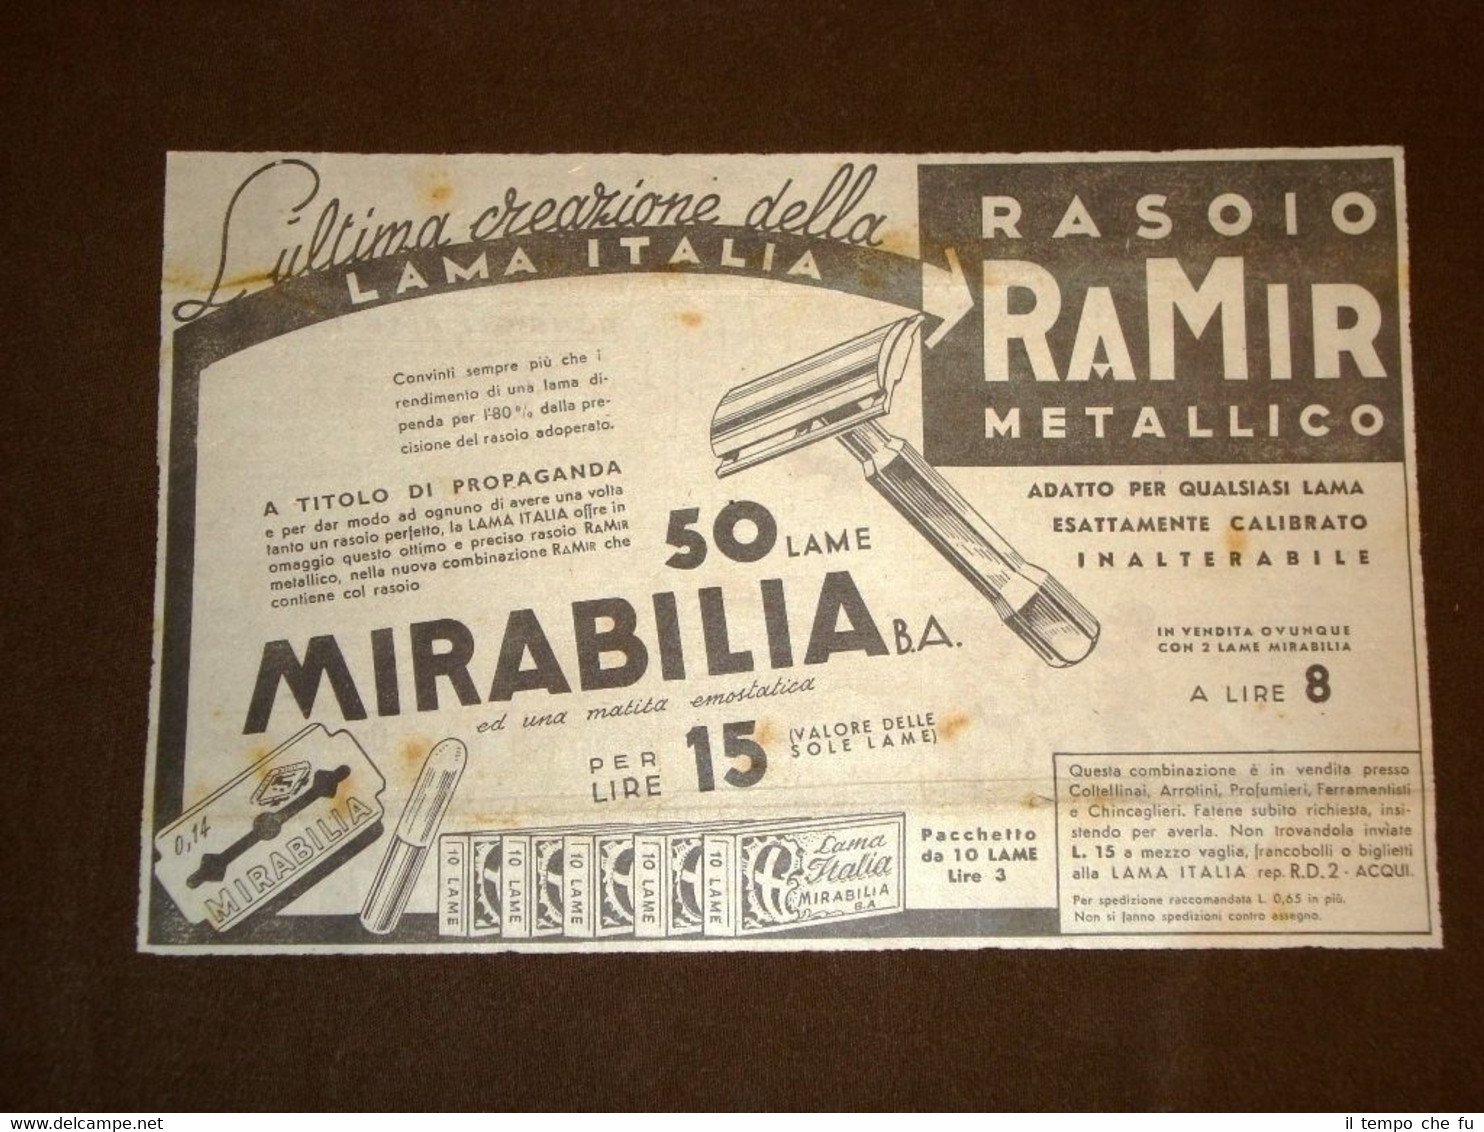 L'ultima creazione della
LAMA ITALIA
RASOIO
RAMIR
METALLICO
Convinti sempre più che i
rendimento di una lama di-
penda per l'80% dalla pre-
cisione del rasoio adoperato.
A TITOLO DI PROPAGANDA
e per dar modo ad ognuno di avere una volta
tanto un rasoio perfetto, la LAMA ITALIA offre in
omaggio questo ottimo e preciso rasoio RAMIR
metallico, nella nuova combinazione RAMIR che
contiene col rasoio
50 LAME
MIRABILIA B.A.
ed una matita emostatica
PER
LIRE 15
(VALORE DELLE
SOLE LAME)
ADATTO PER QUALSIASI LAMA
ESATTAMENTE CALIBRATO
INALTERABILE
IN VENDITA OVUNQUE
CON 2 LAME MIRABILIA
A LIRE 8
Questa combinazione è in vendita presso
Coltellinai, Arrotini, Profumieri, Ferramentisti
e Chincaglieri. Fatene subito richiesta, insi-
stendo per averla. Non trovandola inviate
L. 15 a mezzo vaglia, francobolli o biglietti
alla LAMA ITALIA rep. R.D.2 - ACQUI.
Per spedizione raccomandata L. 0,65 in più.
Non si fanno spedizioni contro assegno.
0,14
MIRABILIA
10 LAME
10 LAME
10 LAME
10 LAME
10 LAME
Lama
Italia
MIRABILIA
B.A.
Pacchetto
da 10 LAME
Lire 3
il tempo che fu